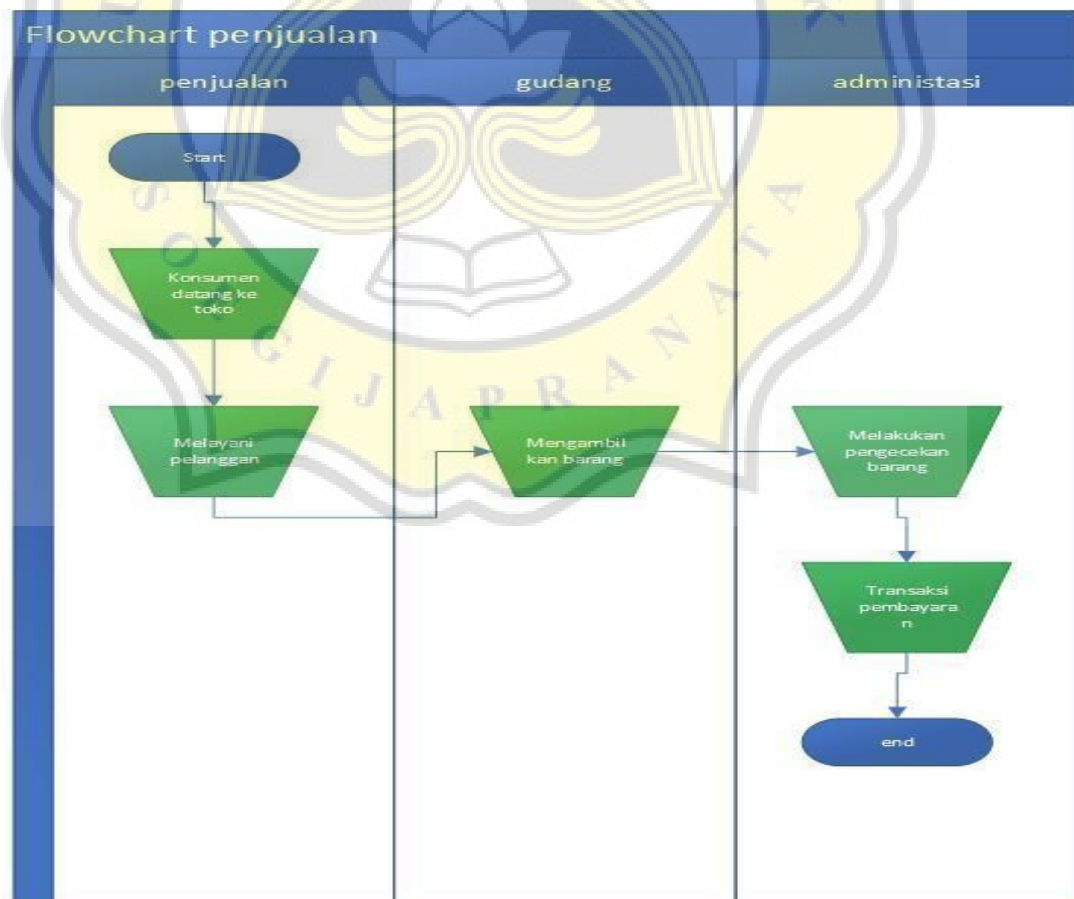 Flowchart penjualan
penjualan
gudang
administasi
Start
Konsumen
datang ke
toko
Melayani
pelanggan
Mengambil
kan barang
Melakukan
pengecekan
barang
Transaksi
pembayara
n
end
GIJAPRANATA